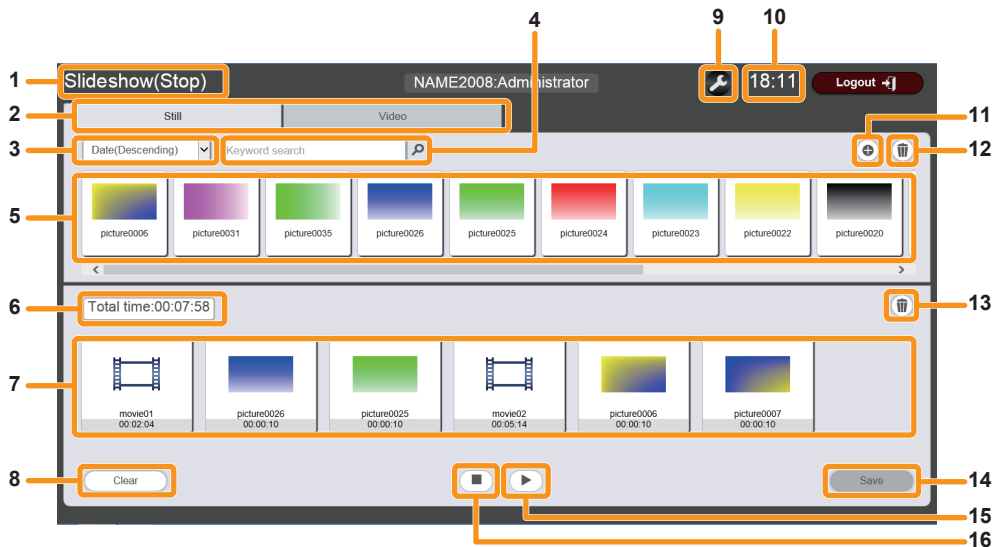 4
9
10
1
Slideshow(Stop)
NAME2008:Administrator
18:11
Logout
2
Still
Video
11
3
Date(Descending)
Keyword search
12
5
picture0006
picture0031
picture0035
picture0026
picture0025
picture0024
picture0023
picture0022
picture0020
6
Total time:00:07:58
13
7
movie01
00:02:04
picture0026
00:00:10
picture0025
00:00:10
movie02
00:05:14
picture0006
00:00:10
picture0007
00:00:10
8
Clear
Save
14
15
16